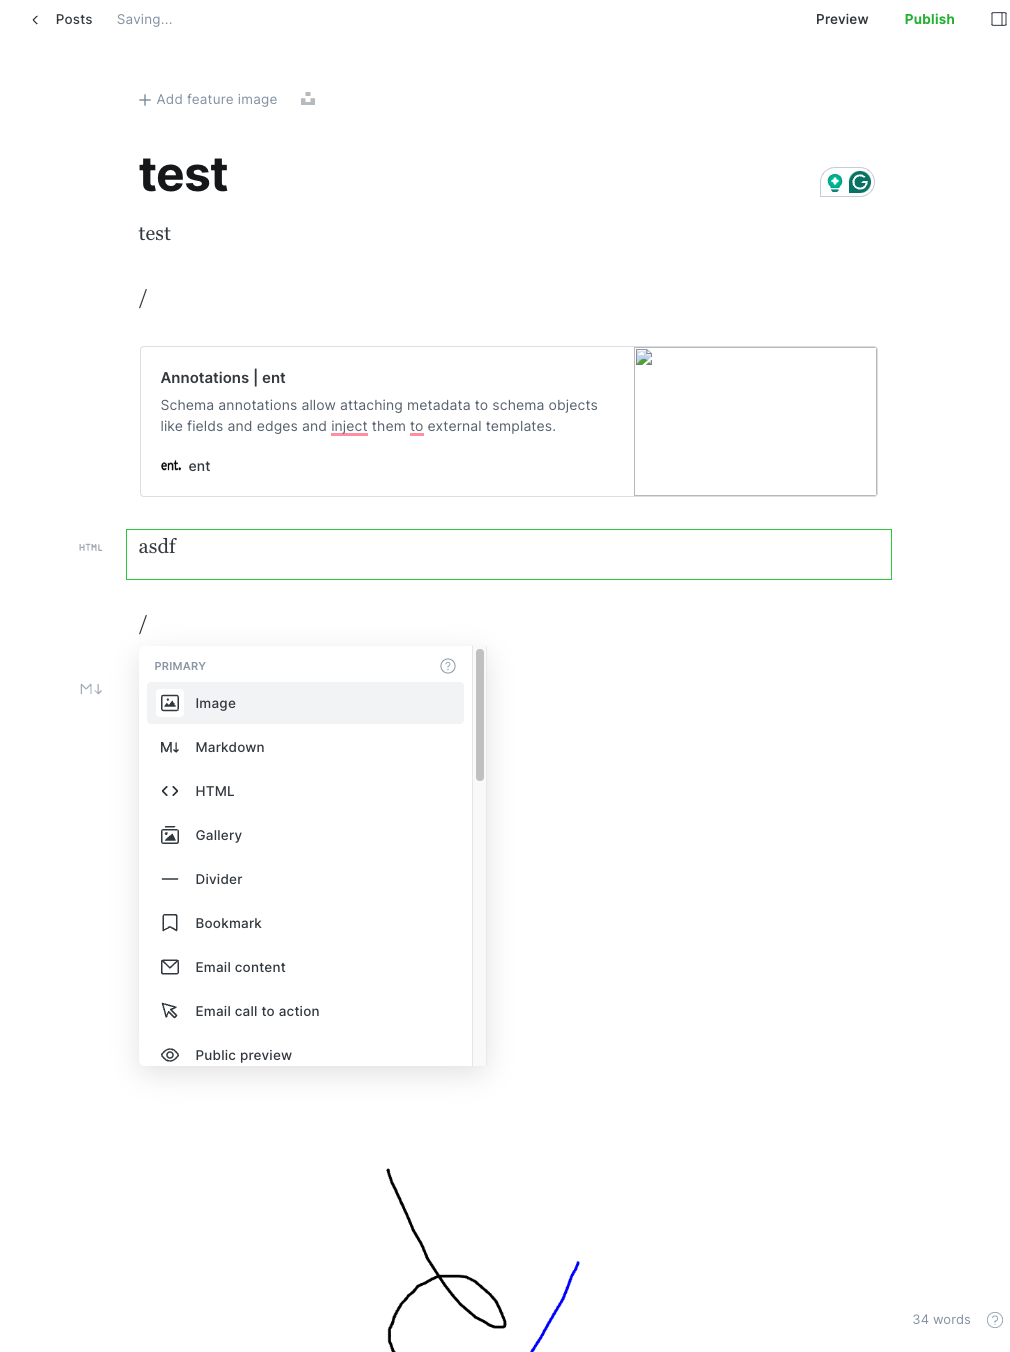 Posts
Saving...
Preview
Publish
Add feature image
test
test
/
Annotations | ent
Schema annotations allow attaching metadata to schema objects
like fields and edges and inject them to external templates.
ent. ent
HTML
asdf
/
PRIMARY
?
M↓
Image
M↓ Markdown
HTML
Gallery
Divider
Bookmark
Email content
Email call to action
Public preview
34 words
?